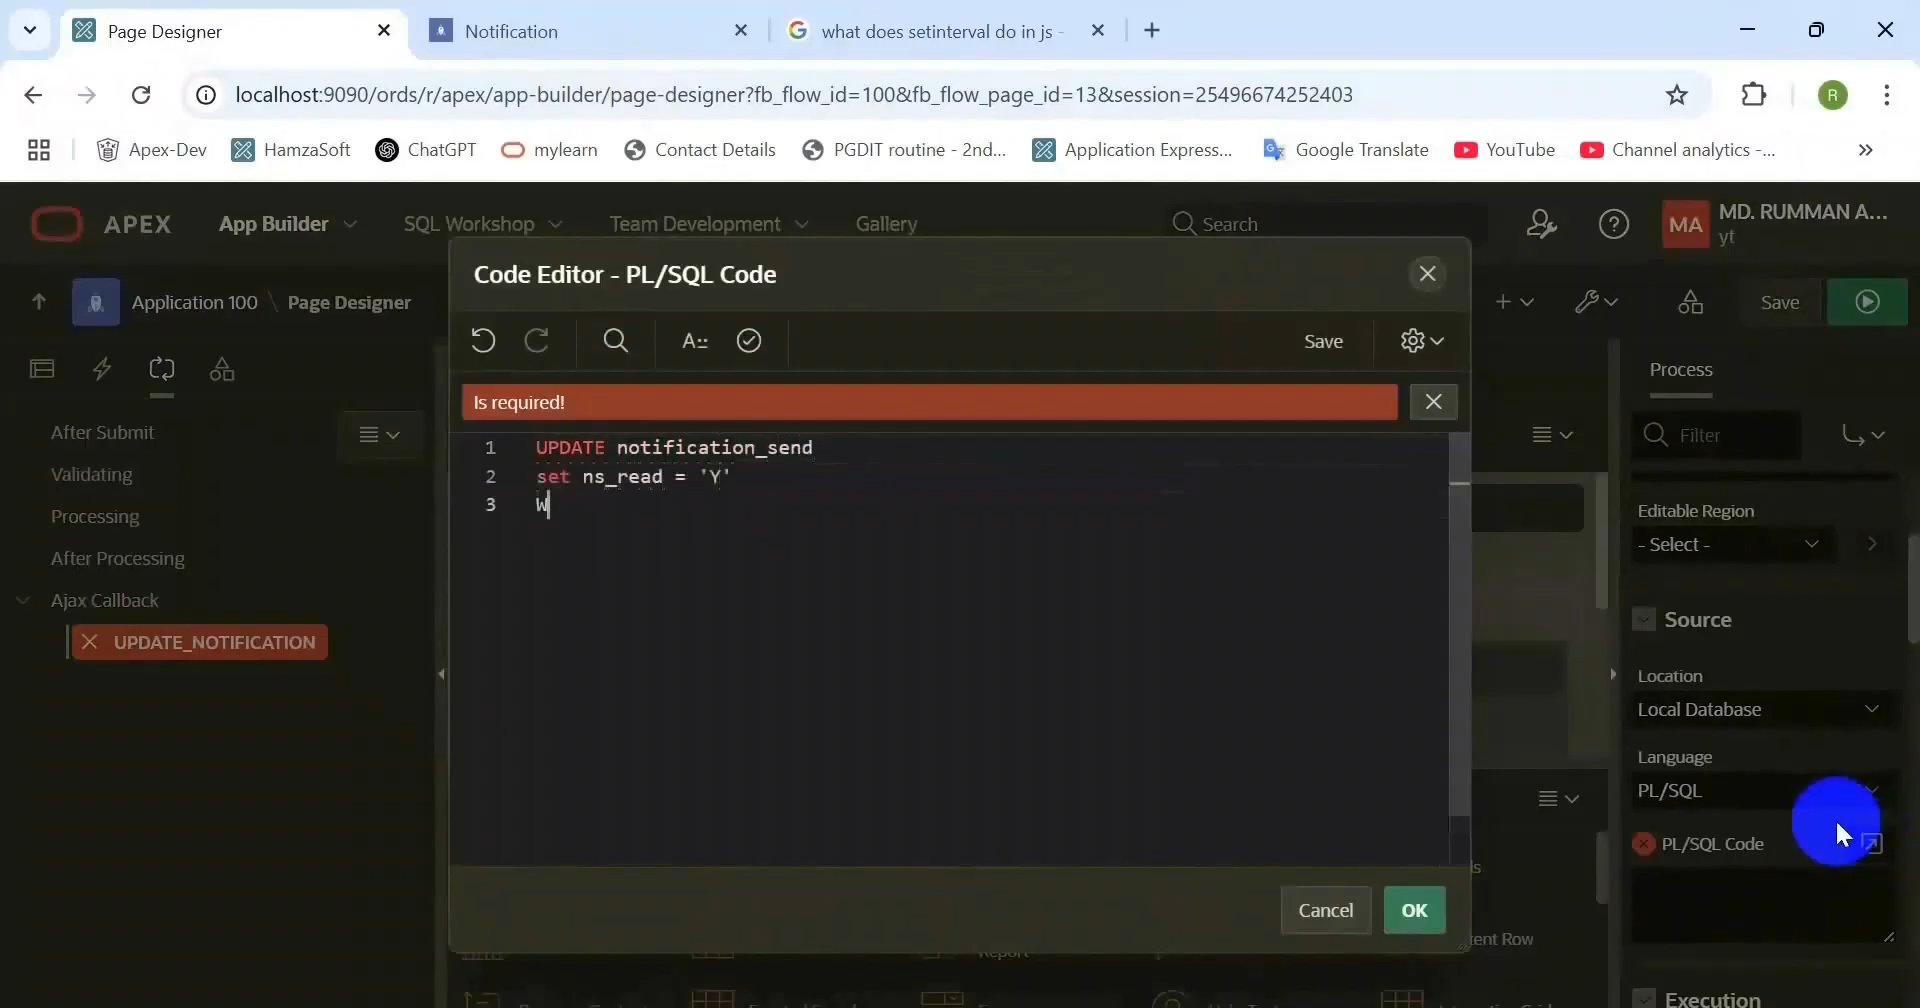 Page Designer
Notification
what does setinterval do in js -
localhost:9090/ords/r/apex/app-builder/page-designer?fb_flow_id=100&fb_flow_page_id=13&session=25496674252403
R
Apex-Dev
HamzaSoft
ChatGPT
mylearn
Contact Details
PGDIT routine - 2nd...
Application Express...
Google Translate
YouTube
Channel analytics -...
APEX
App Builder
SQL Workshop
Team Development
Gallery
Search
MA
MD. RUMMAN A...
yt
Application 100 \ Page Designer
Save
After Submit
Validating
Processing
After Processing
Ajax Callback
UPDATE_NOTIFICATION
Code Editor - PL/SQL Code
Save
Is required!
1 UPDATE notification_send
2 set ns_read = 'Y'
3 W
Cancel
OK
Process
Filter
Editable Region
- Select -
Source
Location
Local Database
Language
PL/SQL
PL/SQL Code
Execution